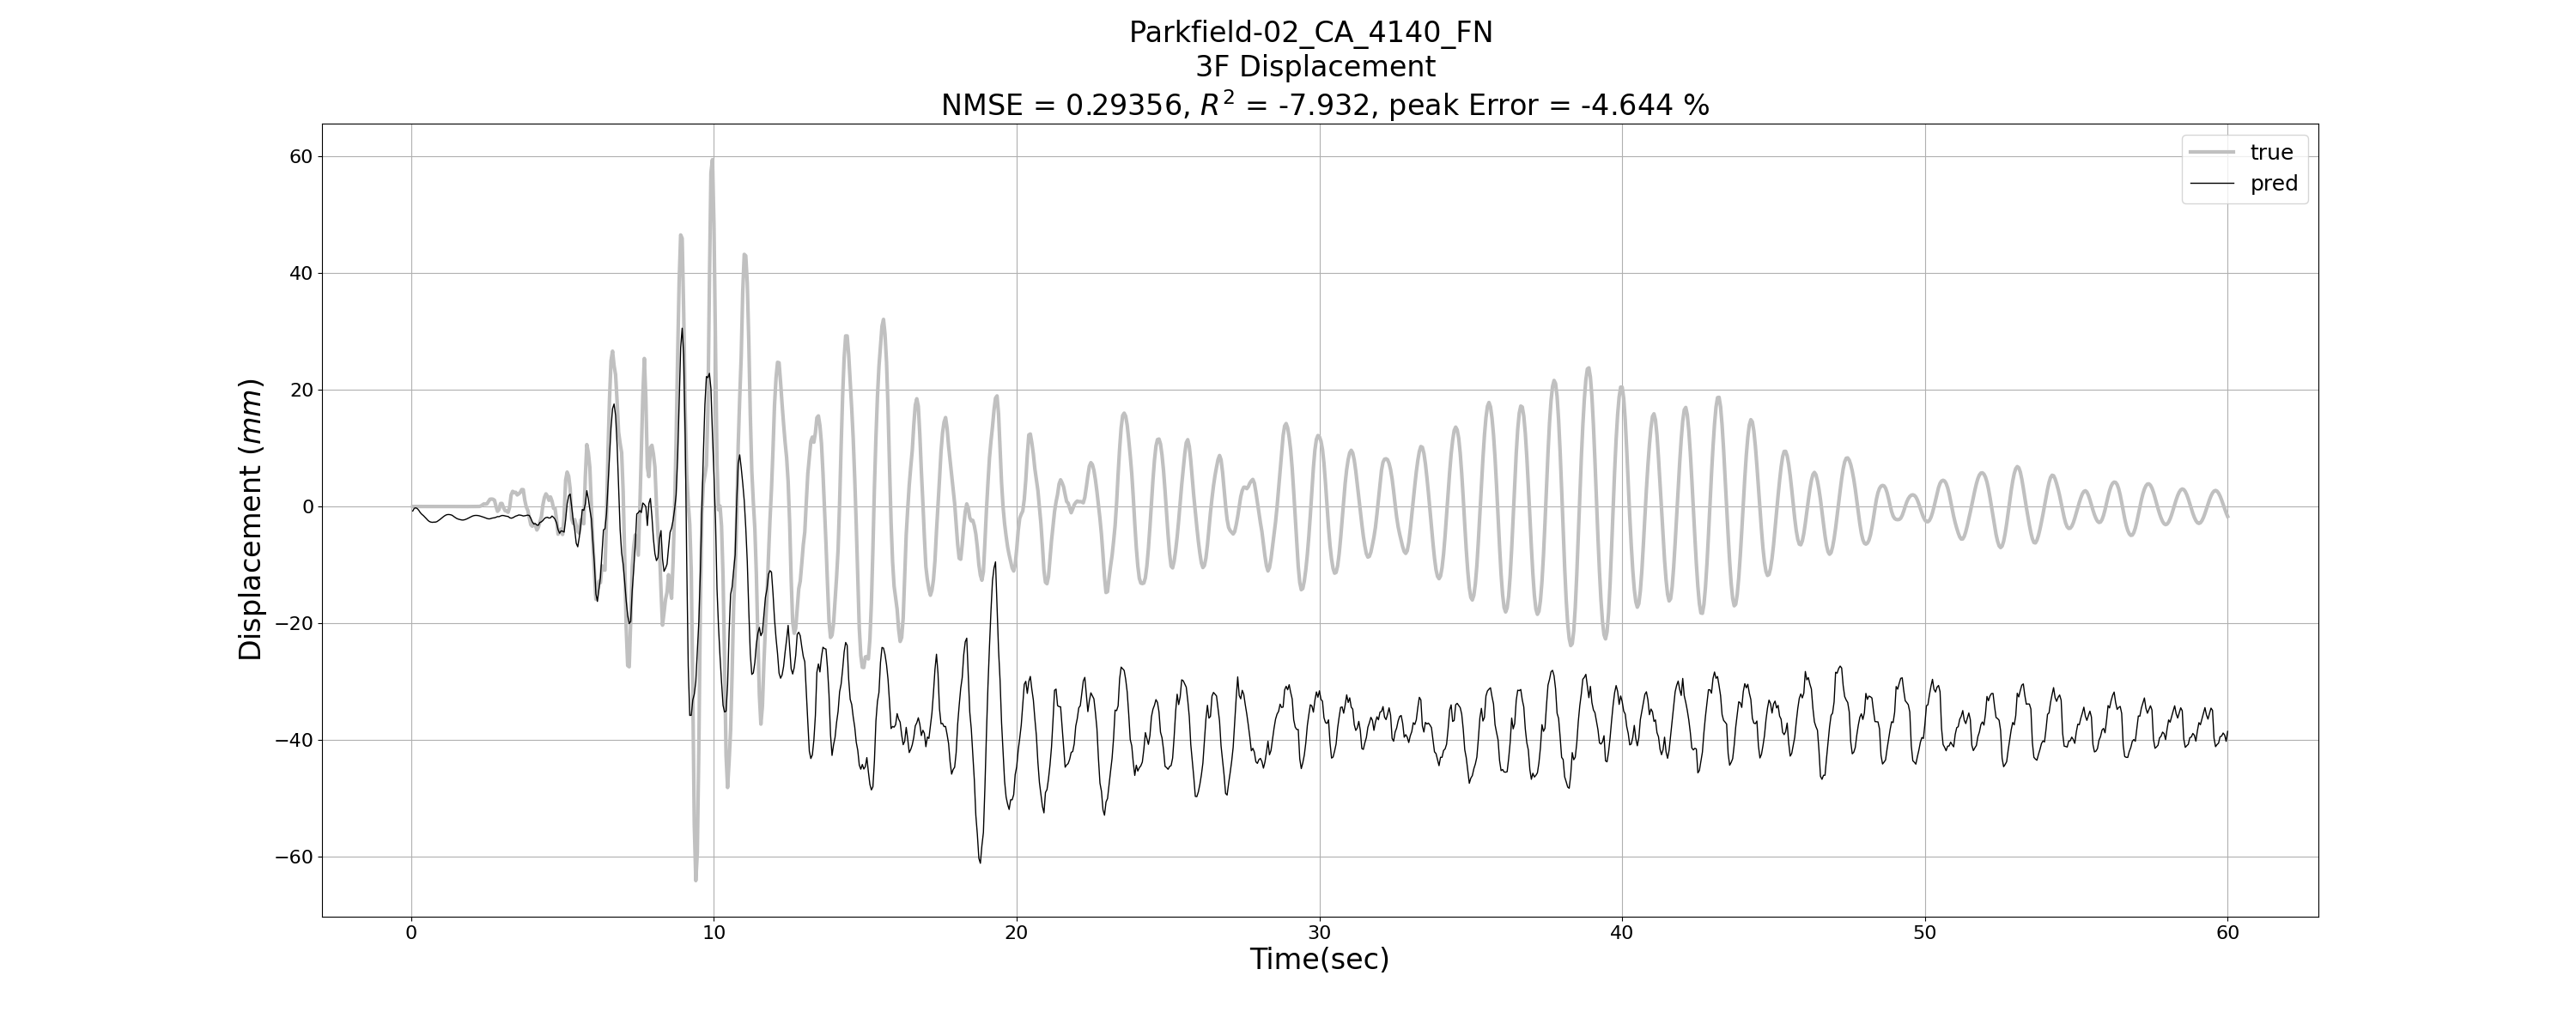 Parkfield-02_CA_4140_FN
3F Displacement
NMSE = 0.29356, R² = -7.932, peak Error = -4.644 %
true
pred
60
40
20
0
−20
−40
−60
Displacement (mm)
0 10 20 30 40 50 60
Time(sec)